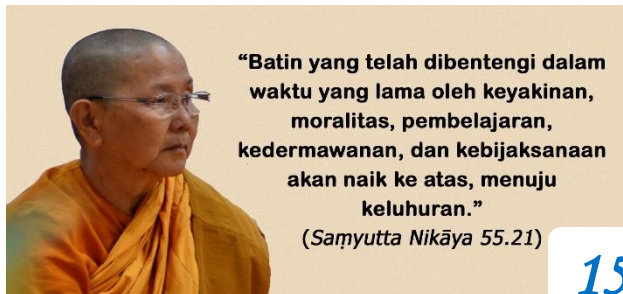 “Batin yang telah dibentengi dalam
waktu yang lama oleh keyakinan,
moralitas, pembelajaran,
kedermawanan, dan kebijaksanaan
akan naik ke atas, menuju
keluhuran.”
(Saṃyutta Nikāya 55.21)
15